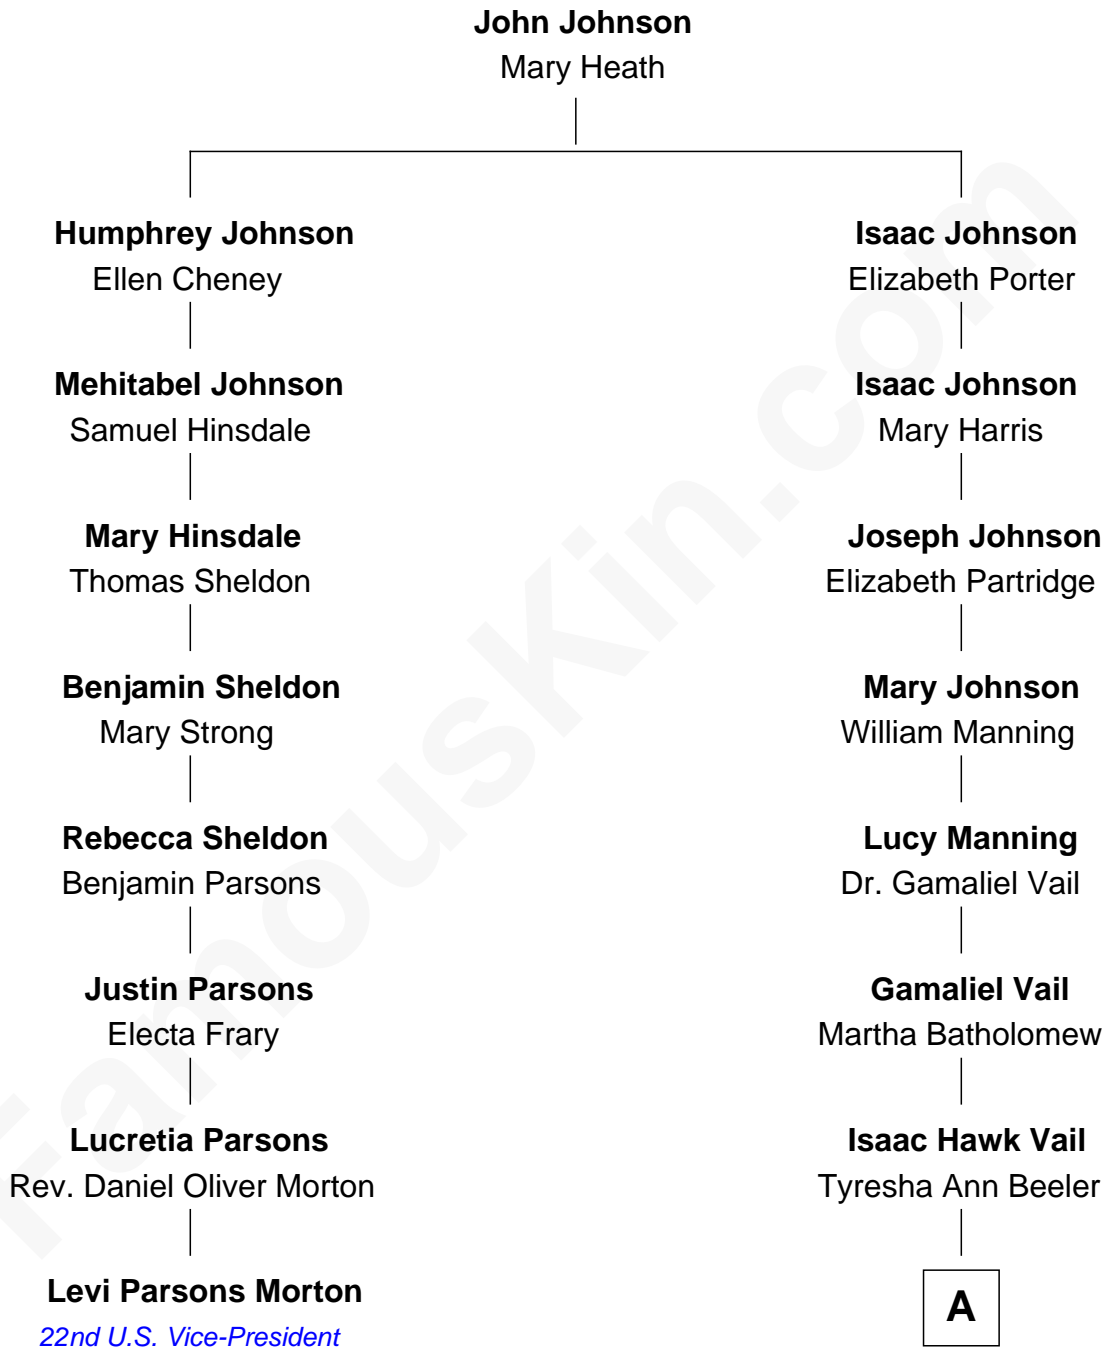 John Johnson
Mary Heath
Humphrey Johnson
Ellen Cheney
Isaac Johnson
Elizabeth Porter
Mehitabel Johnson
Samuel Hinsdale
Isaac Johnson
Mary Harris
Mary Hinsdale
Thomas Sheldon
Joseph Johnson
Elizabeth Partridge
Benjamin Sheldon
Mary Strong
Mary Johnson
William Manning
Rebecca Sheldon
Benjamin Parsons
Lucy Manning
Dr. Gamaliel Vail
Justin Parsons
Electa Frary
Gamaliel Vail
Martha Batholomew
Lucretia Parsons
Rev. Daniel Oliver Morton
Isaac Hawk Vail
Tyresha Ann Beeler
Levi Parsons Morton
22nd U.S. Vice-President
A
FamousKin.com